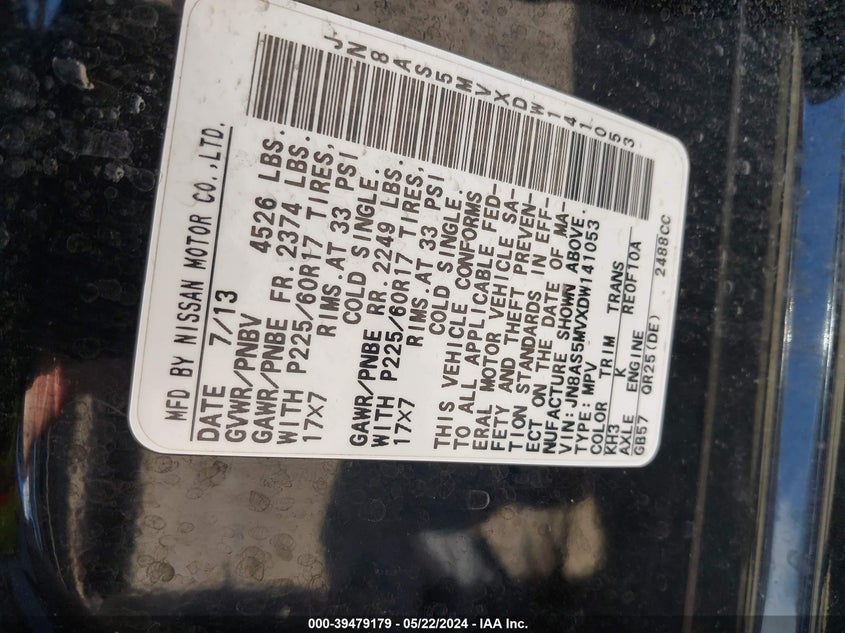 MFD BY NISSAN MOTOR CO.,LTD.
DATE 7/13
GVWR/PNBV 4526 LBS.
GAWR/PNBE FR. 2374 LBS.
WITH P225/60R17 TIRES,
17X7 RIMS.AT 33 PSI
COLD SINGLE.
GAWR/PNBE RR. 2249 LBS.
WITH P225/60R17 TIRES,
17X7 RIMS.AT 33 PSI
COLD SINGLE.
THIS VEHICLE CONFORMS
TO ALL APPLICABLE FED-
ERAL MOTOR VEHICLE SA-
FETY AND THEFT PREVEN-
TION STANDARDS IN EFF-
ECT ON THE DATE OF MA-
NUFACTURE SHOWN ABOVE.
VIN: JN8AS5MVXDW141053
TYPE: MPV
COLOR TRIM TRANS
KH3 K RE0F10A
AXLE ENGINE
GB57 QR25(DE) 2488CC
JN8AS5MVXDW141053
000-39479179 - 05/22/2024 - IAA Inc.